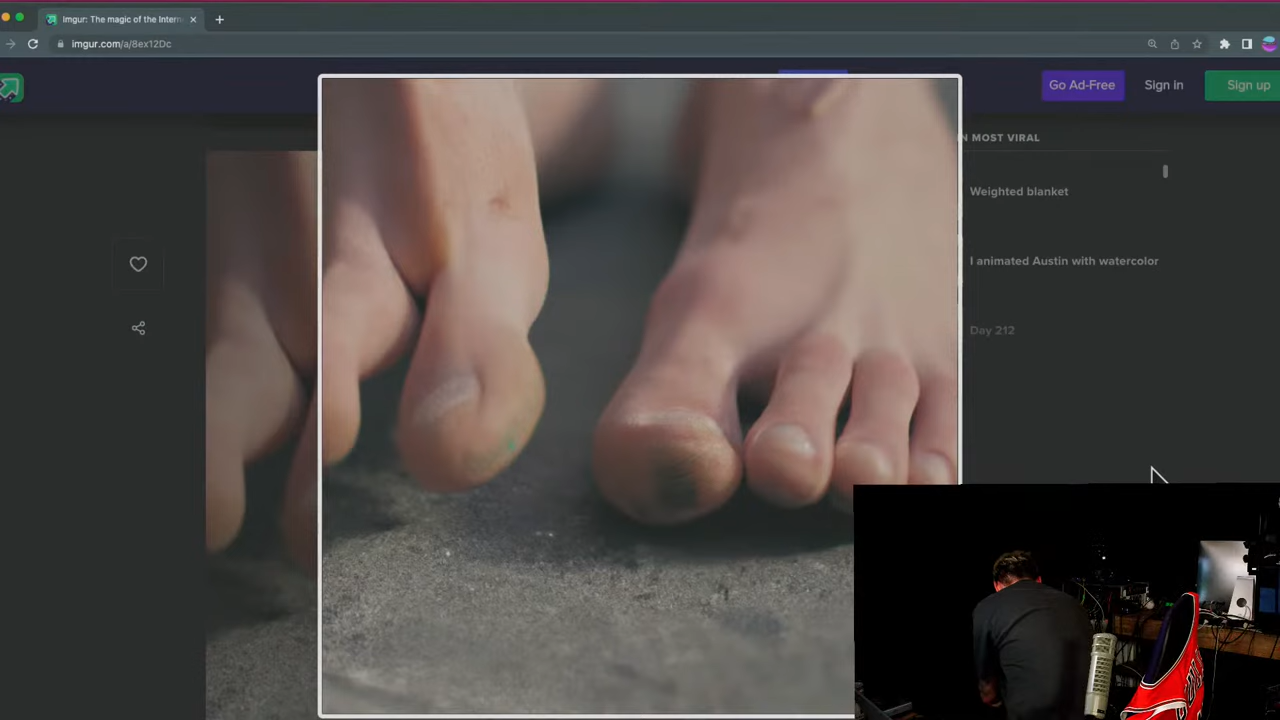 Imgur: The magic of the Intern
imgur.com/a/8ex12Dc
Go Ad-Free
Sign in
Sign up
N MOST VIRAL
Weighted blanket
I animated Austin with watercolor
Day 212